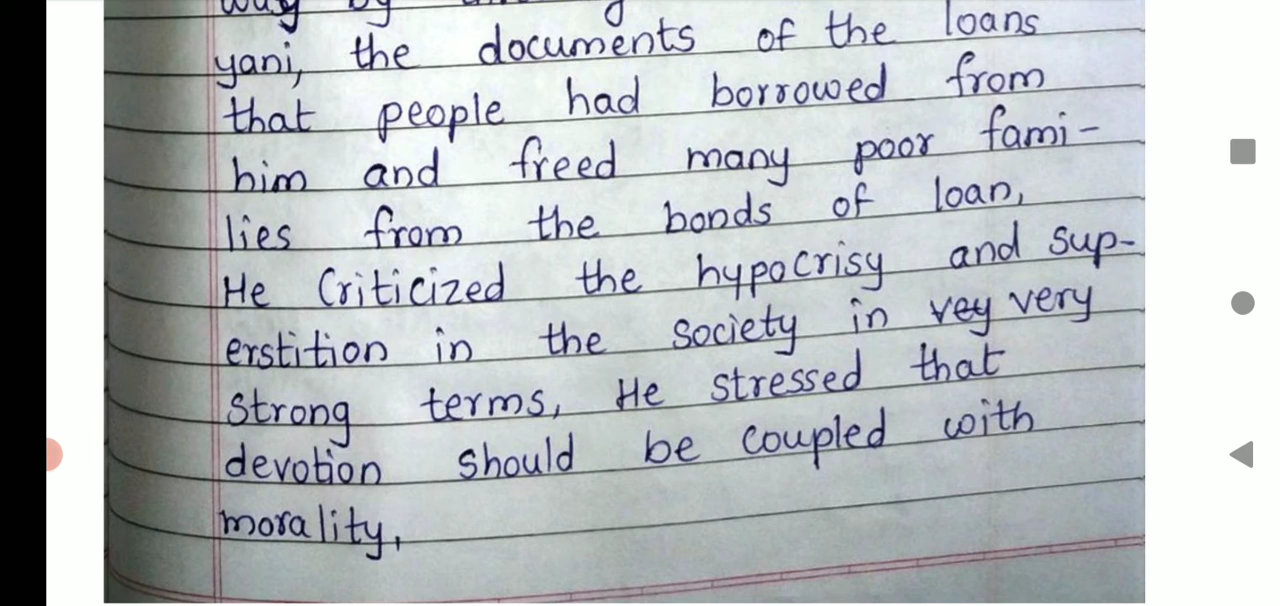 way by
yani, the documents of the loans
that people had borrowed from
him and freed many poor fami-
lies from the bonds of loan,
He Criticized the hypocrisy and sup-
erstition in the society in vey very
strong terms, He stressed that
devotion should be coupled with
morality,